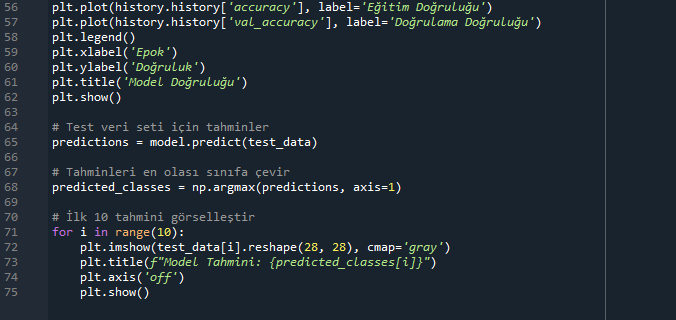 56 plt.plot(history.history['accuracy'], label='Eğitim Doğruluğu')
57 plt.plot(history.history['val_accuracy'], label='Doğrulama Doğruluğu')
58 plt.legend()
59 plt.xlabel('Epok')
60 plt.ylabel('Doğruluk')
61 plt.title('Model Doğruluğu')
62 plt.show()
63
64 # Test veri seti için tahminler
65 predictions = model.predict(test_data)
66
67 # Tahminleri en olası sınıfa çevir
68 predicted_classes = np.argmax(predictions, axis=1)
69
70 # İlk 10 tahmini görselleştir
71 for i in range(10):
72     plt.imshow(test_data[i].reshape(28, 28), cmap='gray')
73     plt.title(f"Model Tahmini: {predicted_classes[i]}")
74     plt.axis('off')
75     plt.show()